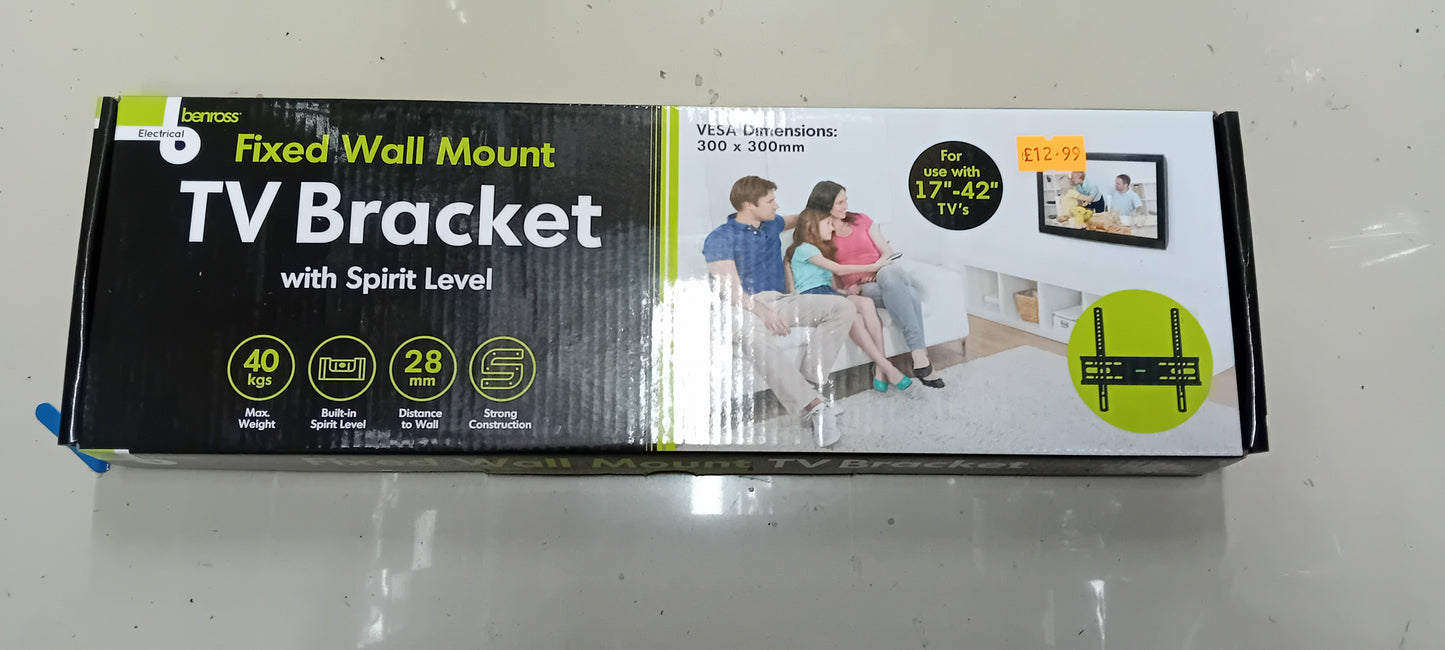 benross
Electrical
Fixed Wall Mount
TV Bracket
with Spirit Level
40
kgs
Max.
Weight
Built-in
Spirit Level
28
mm
Distance
to Wall
Strong
Construction
VESA Dimensions:
300 x 300mm
For
use with
17"-42"
TV's
£12.99
Fixed Wall Mount TV Bracket